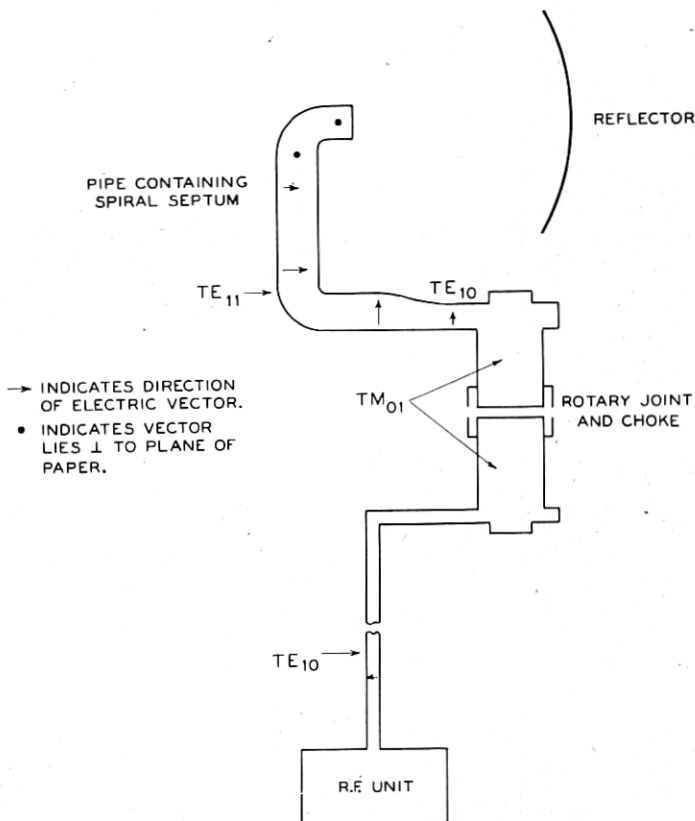 REFLECTOR
PIPE CONTAINING
SPIRAL SEPTUM
TE11
TE10
→ INDICATES DIRECTION
OF ELECTRIC VECTOR.
• INDICATES VECTOR
LIES ⊥ TO PLANE OF
PAPER.
TM01
ROTARY JOINT
AND CHOKE
TE10
R.F. UNIT